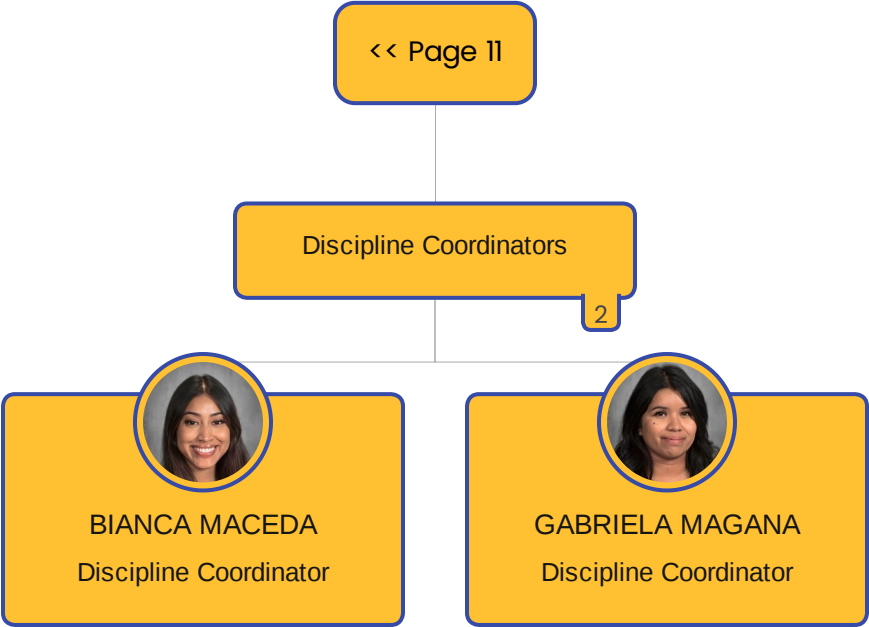 << Page 11
Discipline Coordinators
2
BIANCA MACEDA
Discipline Coordinator
GABRIELA MAGANA
Discipline Coordinator